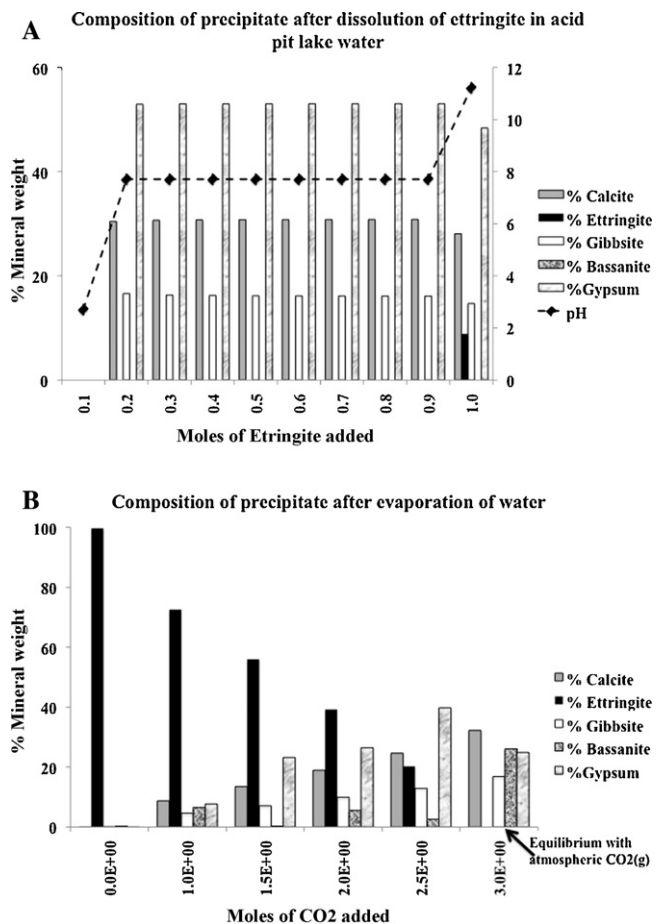 A
Composition of precipitate after dissolution of ettringite in acid
pit lake water
60
40
20
0
12
10
8
6
4
2
0
% Mineral weight
% Calcite
% Ettringite
% Gibbsite
% Bassanite
%Gypsum
pH
0.1 0.2 0.3 0.4 0.5 0.6 0.7 0.8 0.9 1.0
Moles of Etringite added
B
Composition of precipitate after evaporation of water
100
80
60
40
20
0
% Mineral weight
% Calcite
% Ettringite
% Gibbsite
% Bassanite
%Gypsum
0.0E+00 1.0E+00 1.5E+00 2.0E+00 2.5E+00 3.0E+00
Equilibrium with
atmospheric CO2(g)
Moles of CO2 added